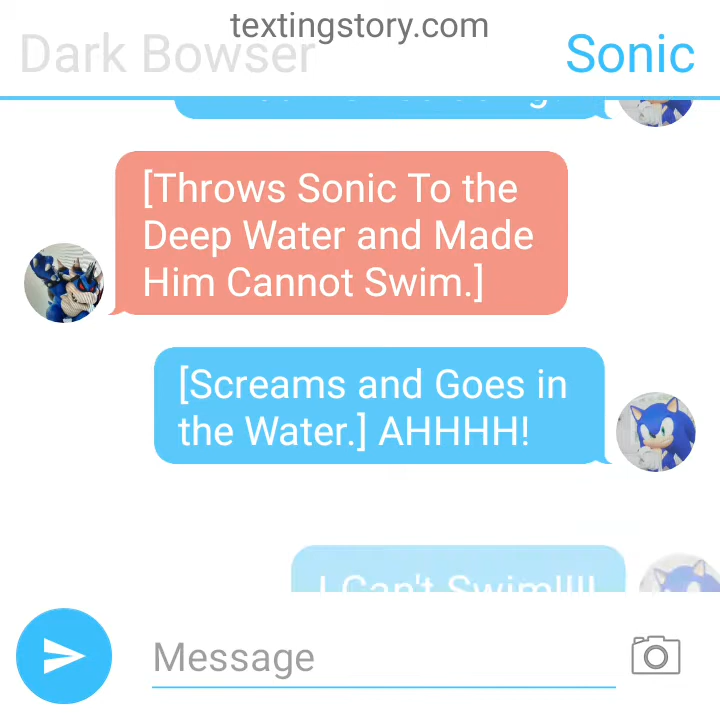 textingstory.com
Dark Bowser
Sonic
[Throws Sonic To the
Deep Water and Made
Him Cannot Swim.]
[Screams and Goes in
the Water.] AHHHH!
I Can't Swim!!!!
Message